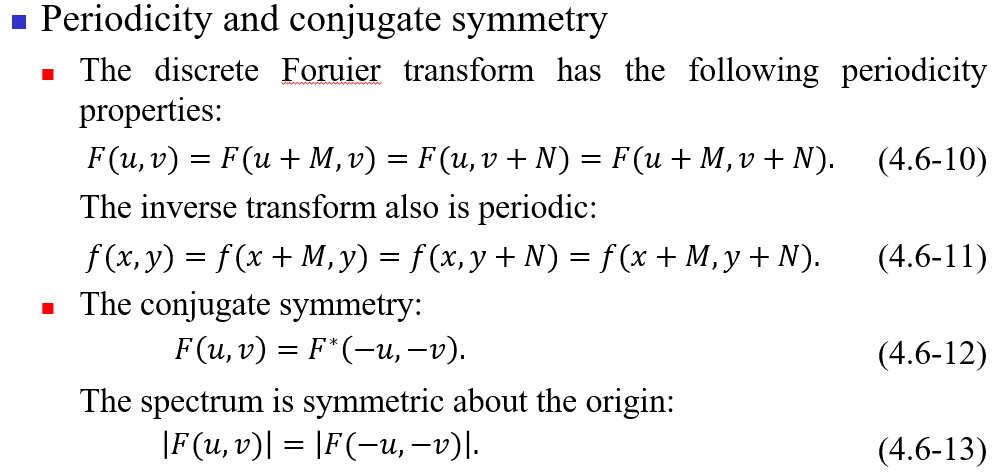 Periodicity and conjugate symmetry
The discrete Foruier transform has the following periodicity
properties:
F(u, v) = F(u + M, v) = F(u, v + N) = F(u + M, v + N). (4.6-10)
The inverse transform also is periodic:
f(x, y) = f(x + M, y) = f(x, y + N) = f(x + M, y + N). (4.6-11)
The conjugate symmetry:
F(u, v) = F*(−u, −v). (4.6-12)
The spectrum is symmetric about the origin:
|F(u, v)| = |F(−u, −v)|. (4.6-13)